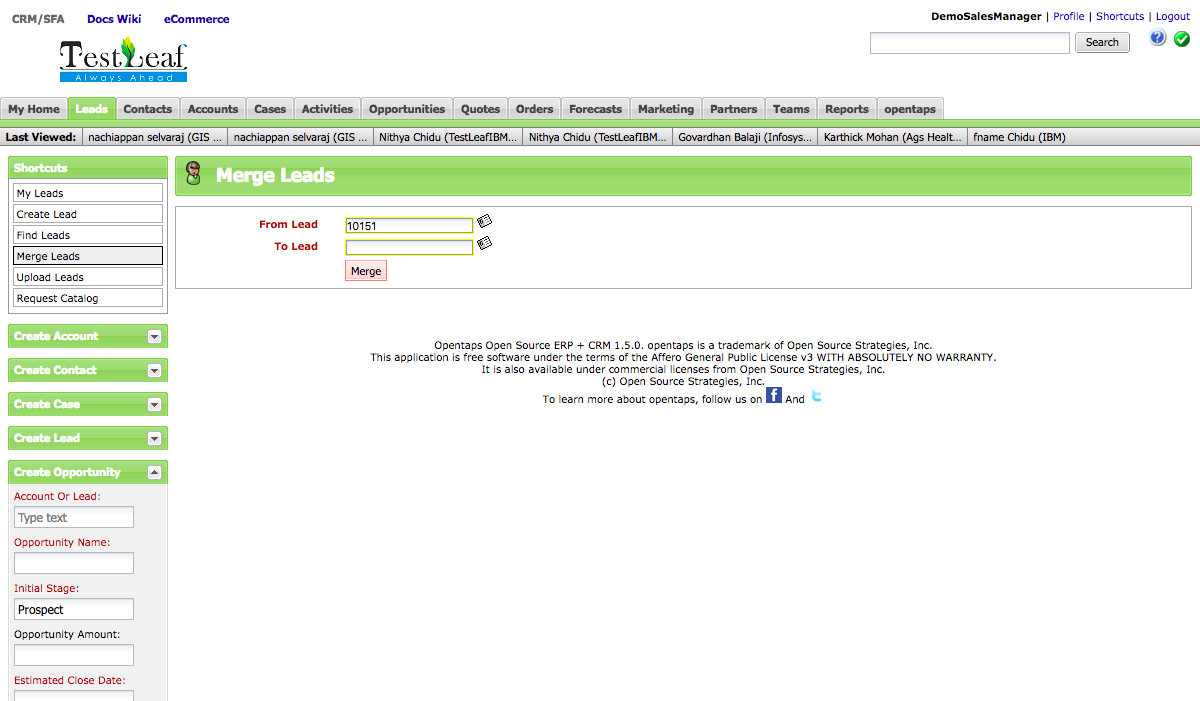 CRM/SFA Docs Wiki eCommerce
DemoSalesManager | Profile | Shortcuts | Logout
TestLeaf
Always Ahead
Search
My Home Leads Contacts Accounts Cases Activities Opportunities Quotes Orders Forecasts Marketing Partners Teams Reports opentaps
Last Viewed: nachiappan selvaraj (GIS ... nachiappan selvaraj (GIS ... Nithya Chidu (TestLeafIBM... Nithya Chidu (TestLeafIBM... Govardhan Balaji (Infosys... Karthick Mohan (Ags Healt... fname Chidu (IBM)
Shortcuts
My Leads
Create Lead
Find Leads
Merge Leads
Upload Leads
Request Catalog
Create Account
Create Contact
Create Case
Create Lead
Create Opportunity
Account Or Lead:
Type text
Opportunity Name:
Initial Stage:
Prospect
Opportunity Amount:
Estimated Close Date:
Merge Leads
From Lead 10151
To Lead
Merge
Opentaps Open Source ERP + CRM 1.5.0. opentaps is a trademark of Open Source Strategies, Inc.
This application is free software under the terms of the Affero General Public License v3 WITH ABSOLUTELY NO WARRANTY.
It is also available under commercial licenses from Open Source Strategies, Inc.
(c) Open Source Strategies, Inc.
To learn more about opentaps, follow us on f And t